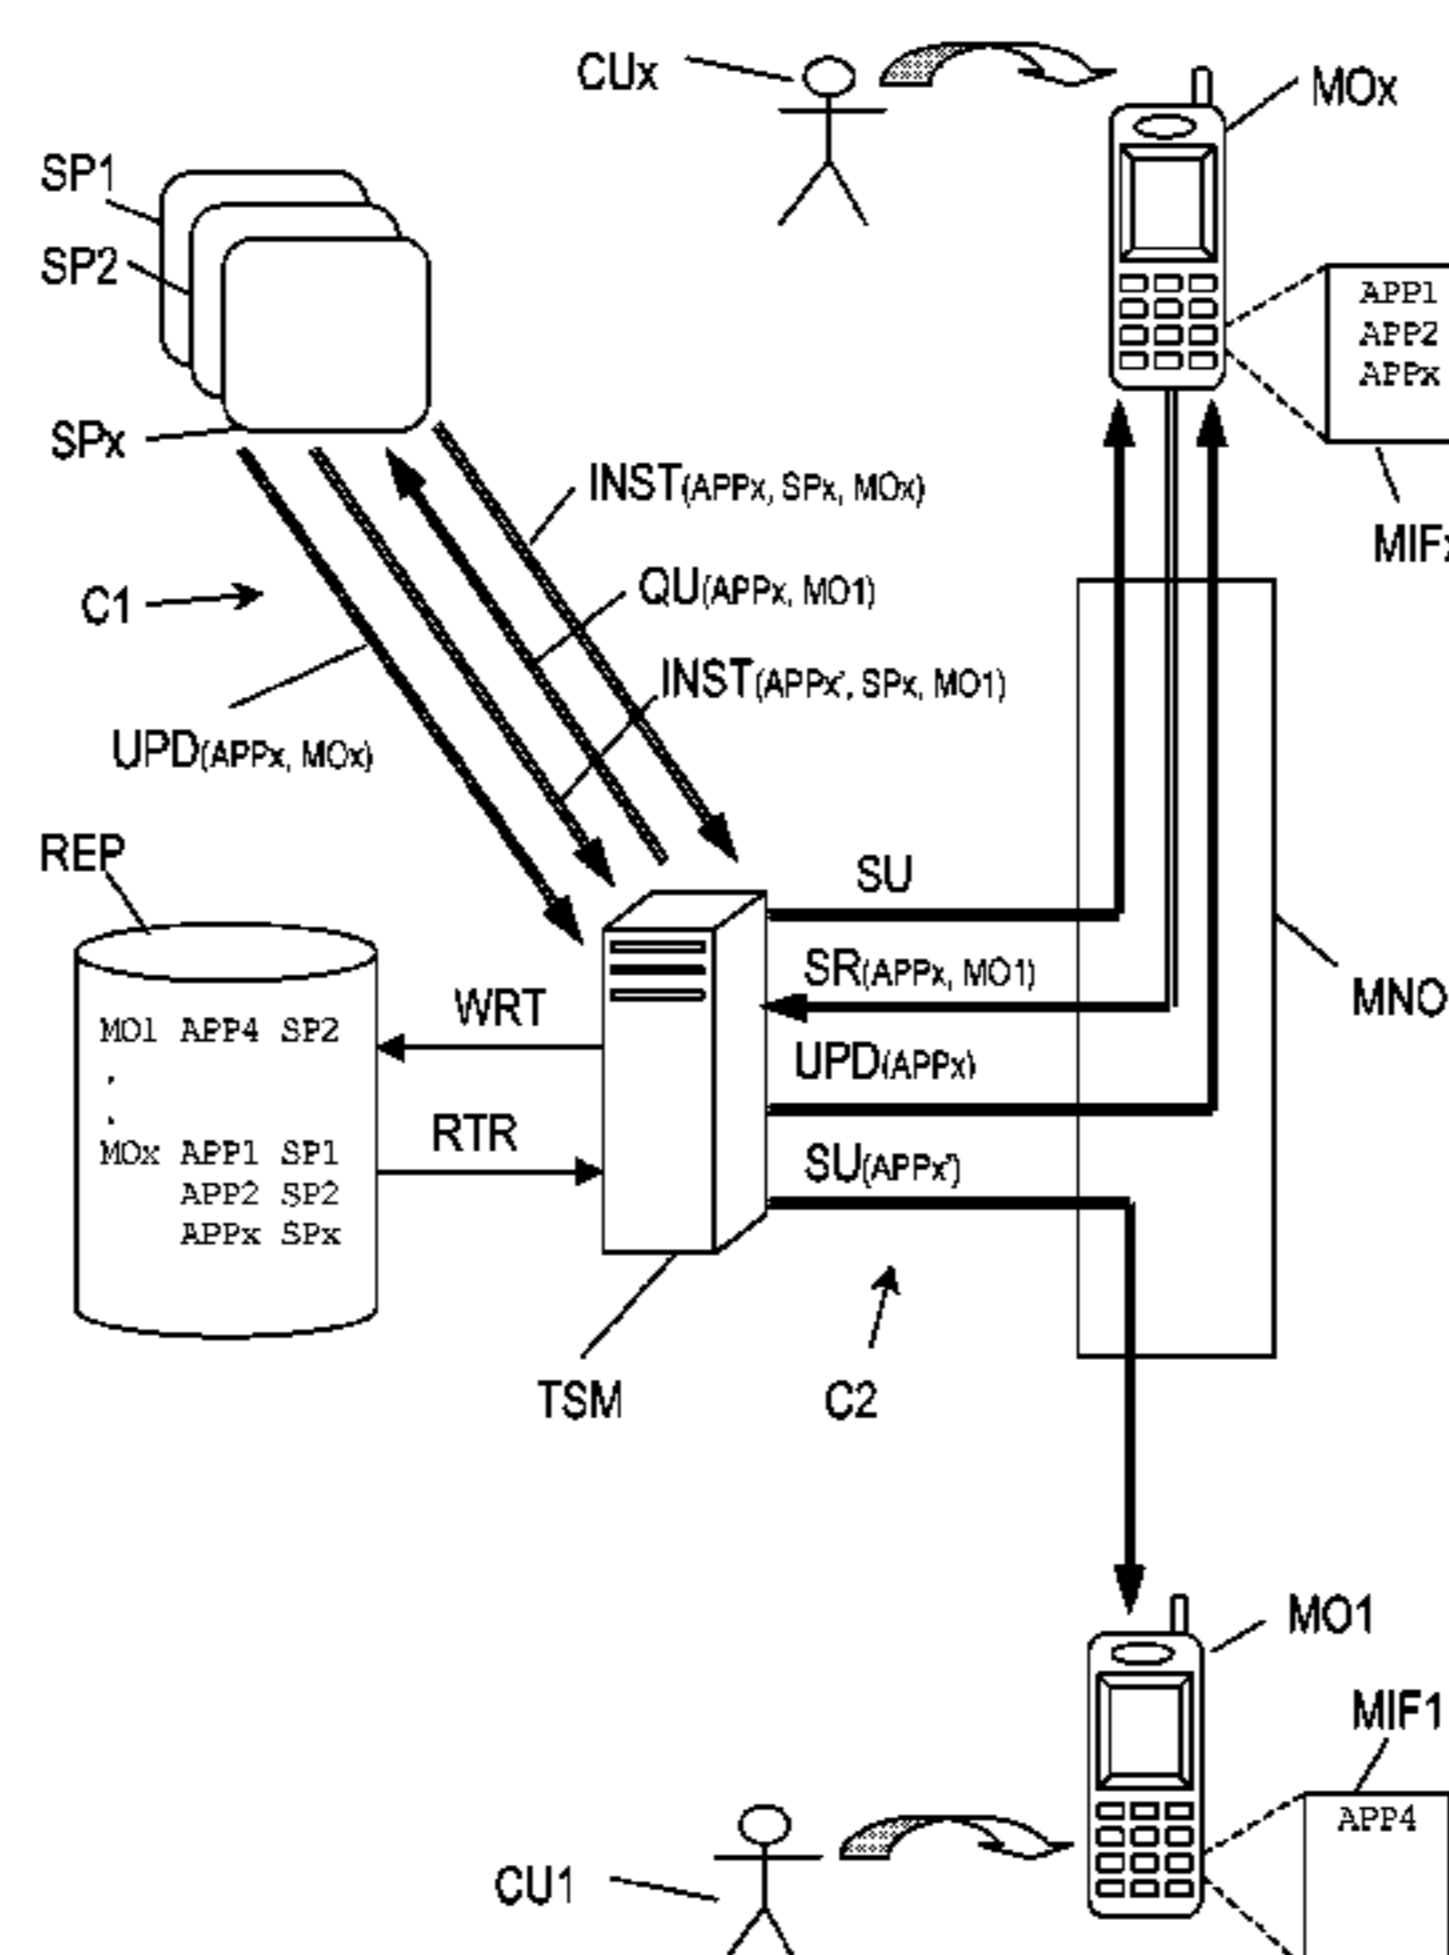 CUx
MOx
SP1
SP2
SPx
APP1
APP2
APPx
INST(APPx, SPx, MOx)
MIFx
QU(APPx, MO1)
C1
INST(APPx', SPx, MO1)
UPD(APPx, MOx)
REP
SU
SR(APPx, MO1)
MNO
WRT
MO1 APP4 SP2
.
.
UPD(APPx)
RTR
MOx APP1 SP1
APP2 SP2
APPx SPx
SU(APPx')
TSM
C2
MO1
MIF1
APP4
CU1